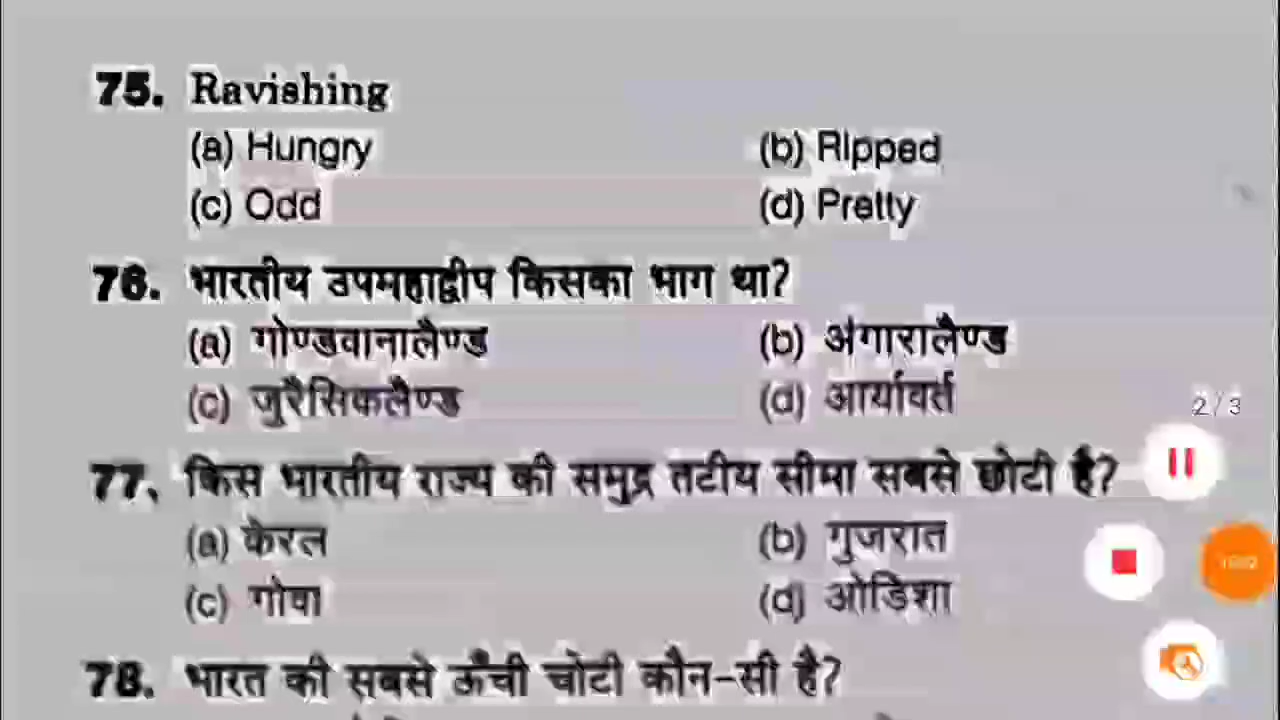 75. Ravishing
(a) Hungry (b) Ripped
(c) Odd (d) Pretty
76. भारतीय उपमहाद्वीप किसका भाग था?
(a) गोण्डवानालैण्ड (b) अंगारालैण्ड
(c) जुरैसिकलैण्ड (d) आर्यावर्त
2/3
77. किस भारतीय राज्य की समुद्र तटीय सीमा सबसे छोटी है?
(a) केरल (b) गुजरात
(c) गोवा (d) ओडिशा
78. भारत की सबसे ऊँची चोटी कौन-सी है?